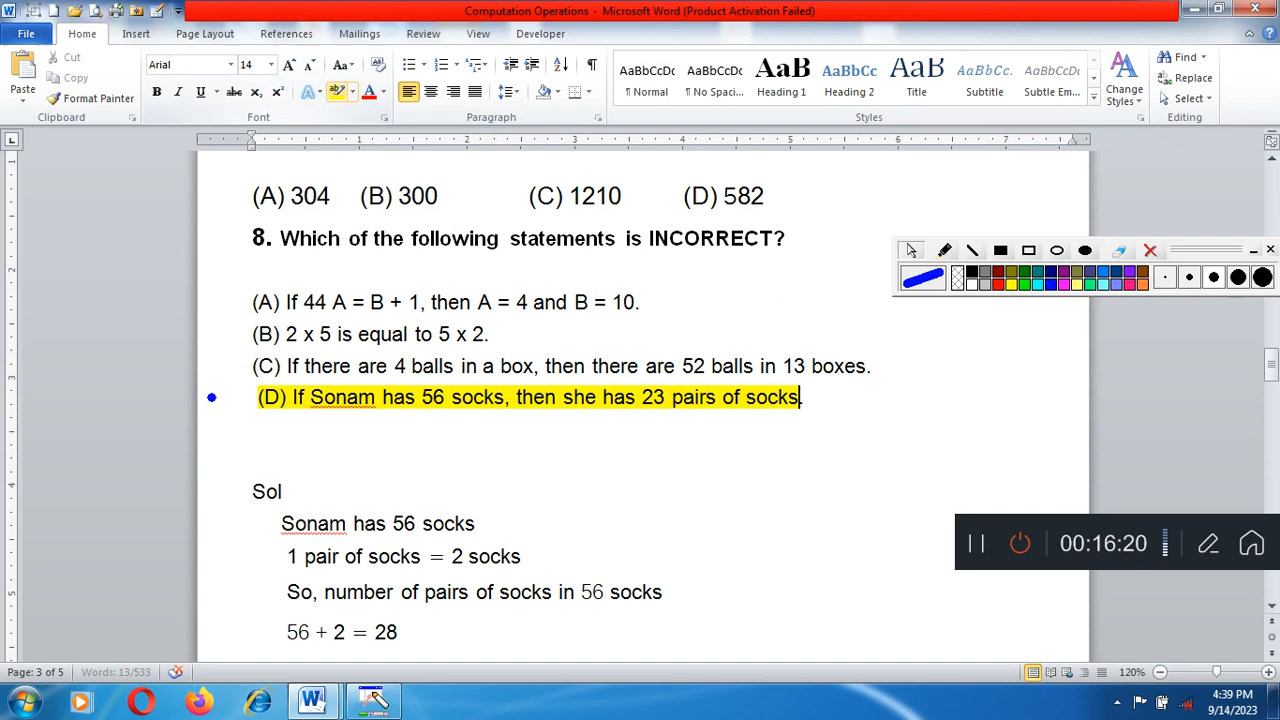 Computation Operations - Microsoft Word (Product Activation Failed)
File Home Insert Page Layout References Mailings Review View Developer
Paste
Cut
Copy
Format Painter
Clipboard
Arial 14
Font
Paragraph
AaBbCcDc AaBbCcDc AaB AaBbCc AaB AaBbCc. AaBbCcDc
¶ Normal ¶ No Spaci... Heading 1 Heading 2 Title Subtitle Subtle Em...
Styles
Change Styles
Find
Replace
Select
Editing
1 2 3 4 5 6 7
(A) 304 (B) 300 (C) 1210 (D) 582
8. Which of the following statements is INCORRECT?
(A) If 44 A = B + 1, then A = 4 and B = 10.
(B) 2 x 5 is equal to 5 x 2.
(C) If there are 4 balls in a box, then there are 52 balls in 13 boxes.
(D) If Sonam has 56 socks, then she has 23 pairs of socks.
Sol
Sonam has 56 socks
1 pair of socks = 2 socks
So, number of pairs of socks in 56 socks
56 + 2 = 28
00:16:20
Page: 3 of 5 Words: 13/533 120%
4:39 PM
9/14/2023